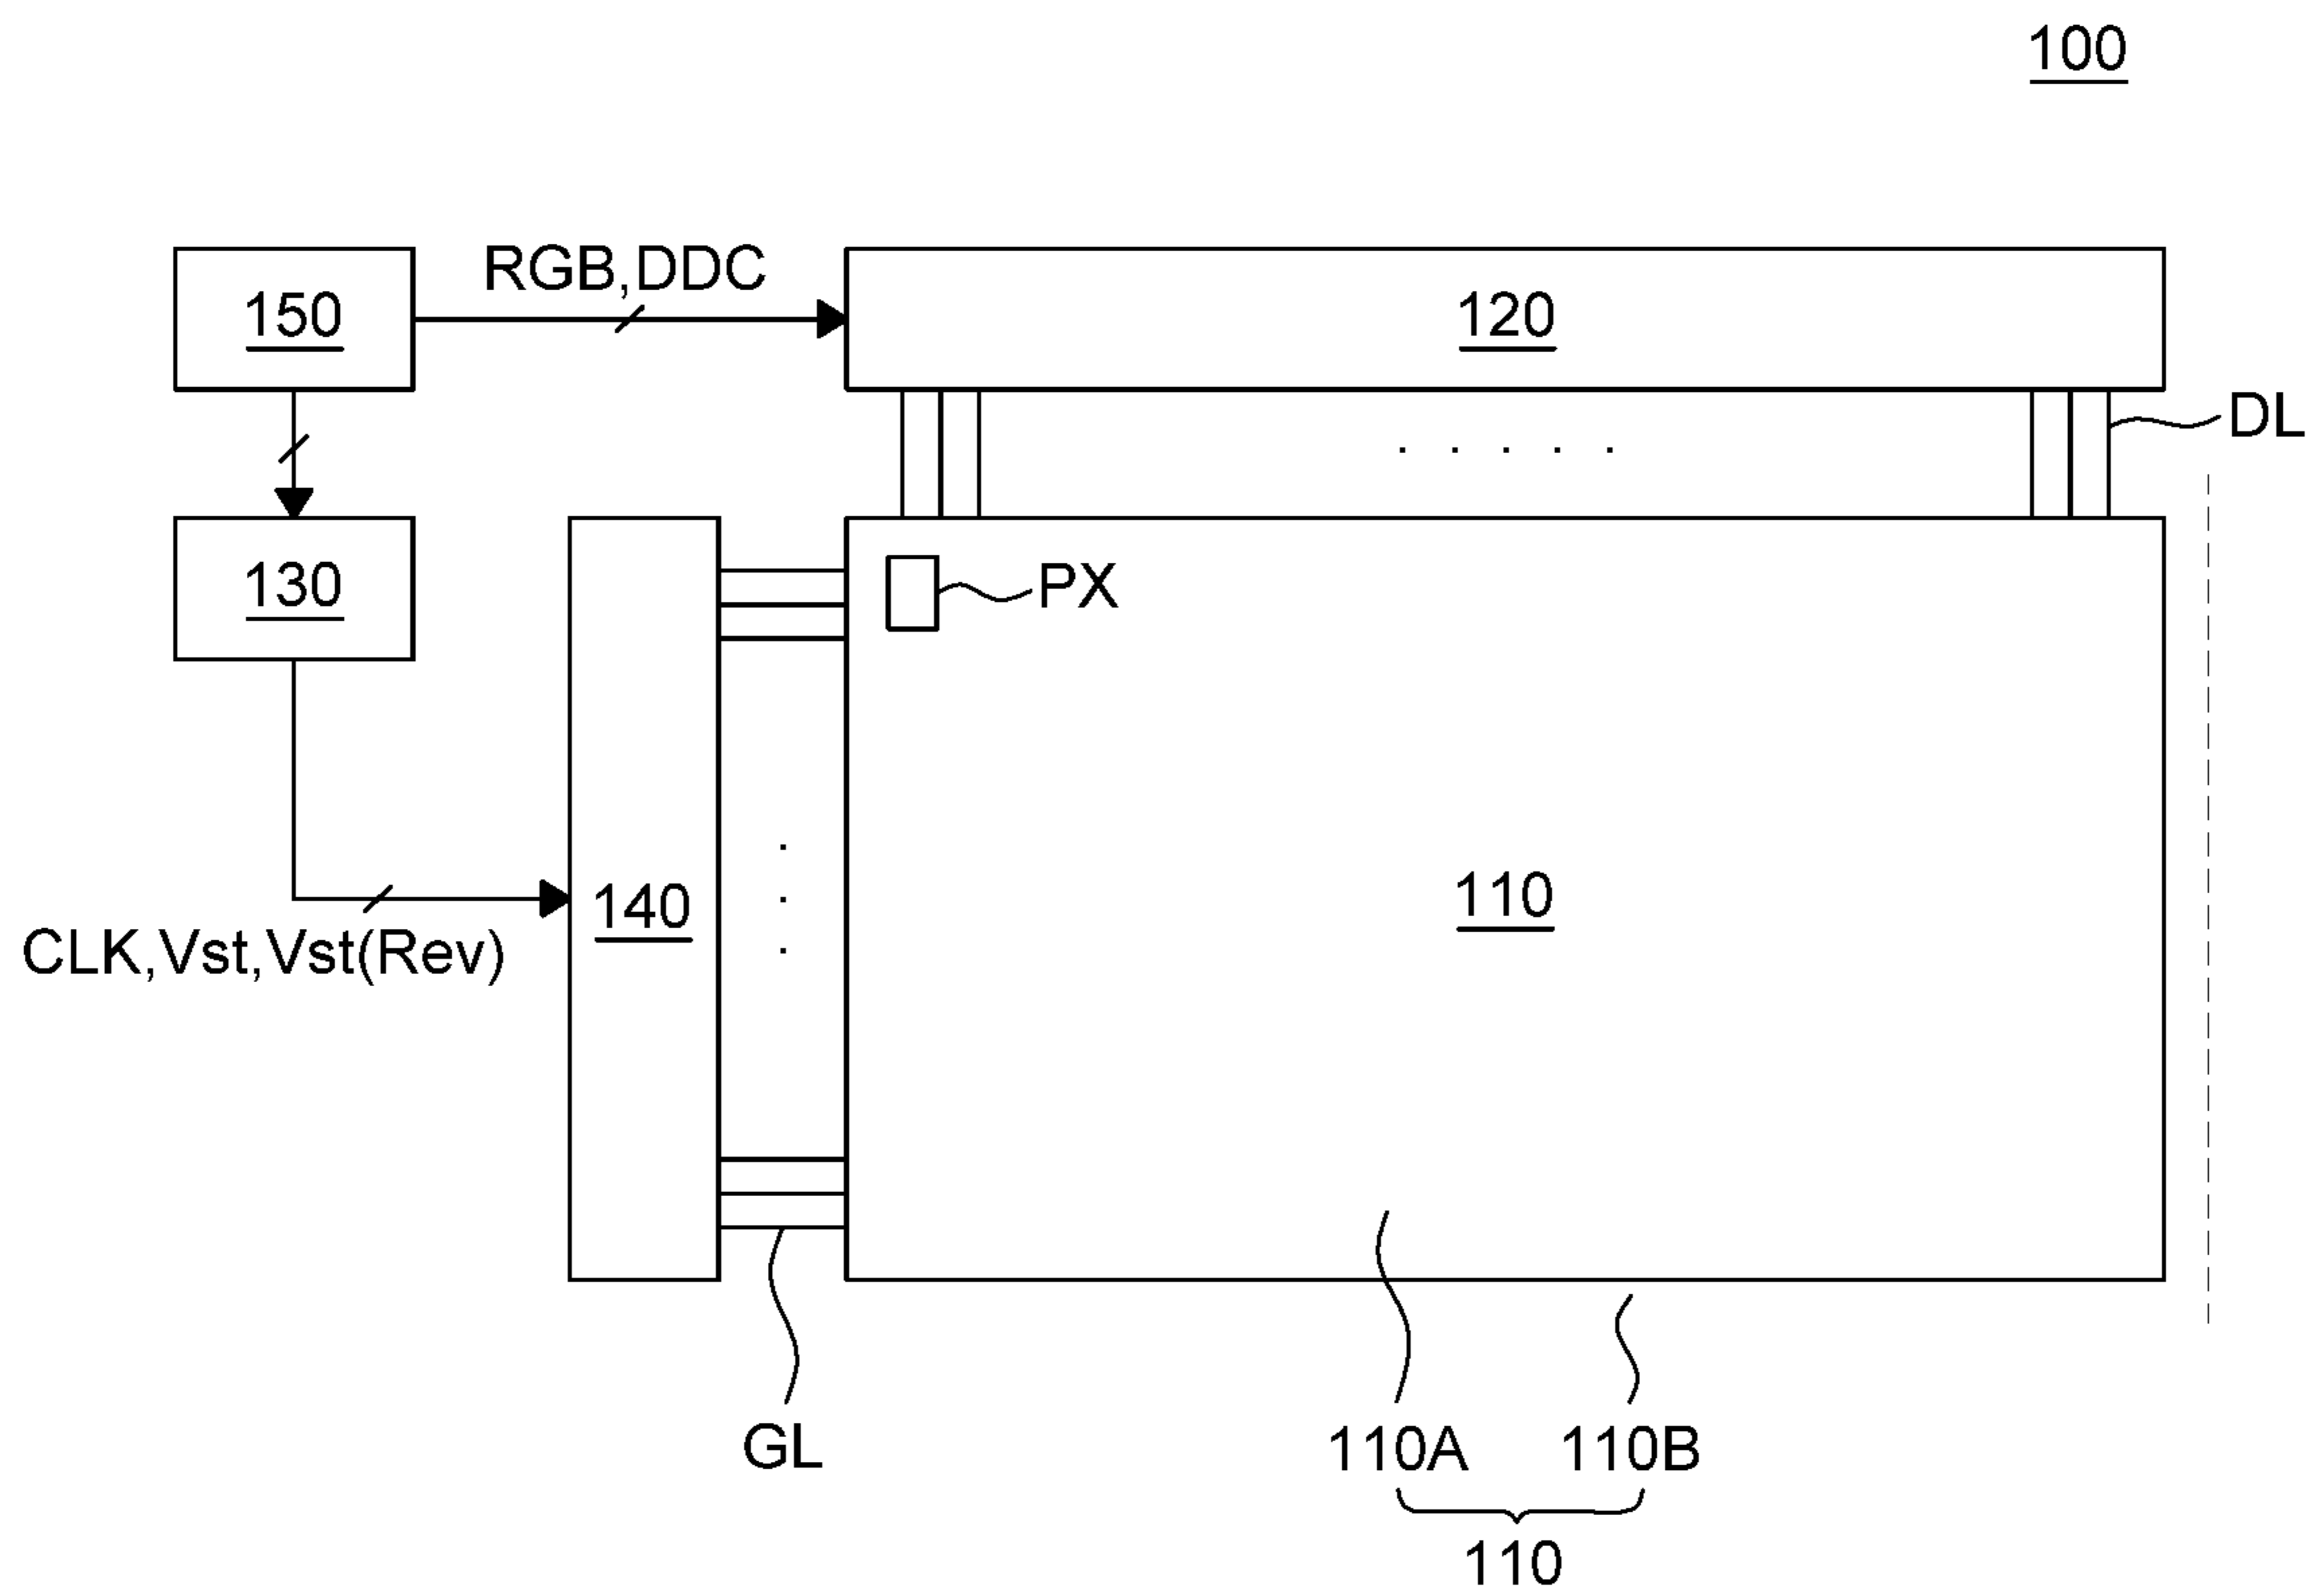 100
RGB,DDC
150
120
DL
130
PX
140
110
CLK,Vst,Vst(Rev)
GL
110A
110B
110